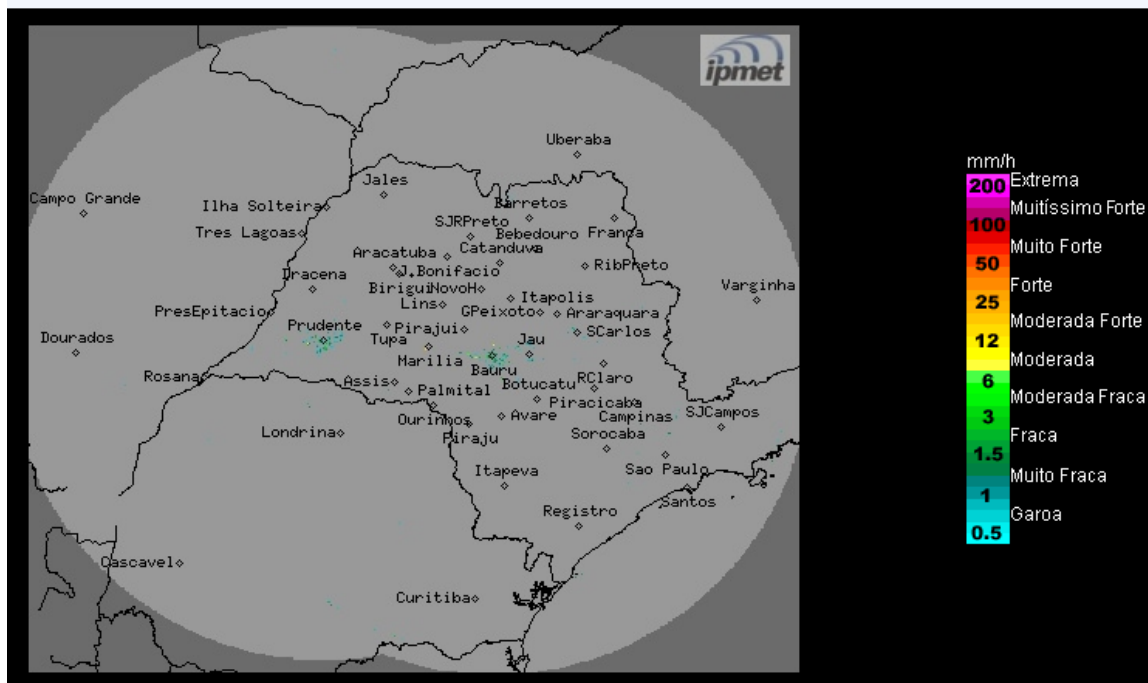 ipmet
Uberaba
Jales
Campo Grande
Ilha Solteira
Barretos
SJRPreto
Tres Lagoas
Bebedouro Franca
Aracatuba
Catanduva
Dracena
J.Bonifacio
RibPreto
Birigui
NovoH
Varginha
Lins
Itapolis
PresEpitacio
GPeixoto
Araraquara
Prudente
Pirajui
SCarlos
Dourados
Tupa
Jau
Marilia
Bauru
Rosana
Assis
Palmital
Botucatu
RClaro
Piracicaba
Ourinhos
Avare
Campinas
SJCampos
Londrina
Piraju
Sorocaba
Itapeva
Sao Paulo
Santos
Registro
Cascavel
Curitiba
mm/h
200 Extrema
Muitíssimo Forte
100
Muito Forte
50
Forte
25
Moderada Forte
12
Moderada
6
Moderada Fraca
3
Fraca
1.5
Muito Fraca
1
Garoa
0.5